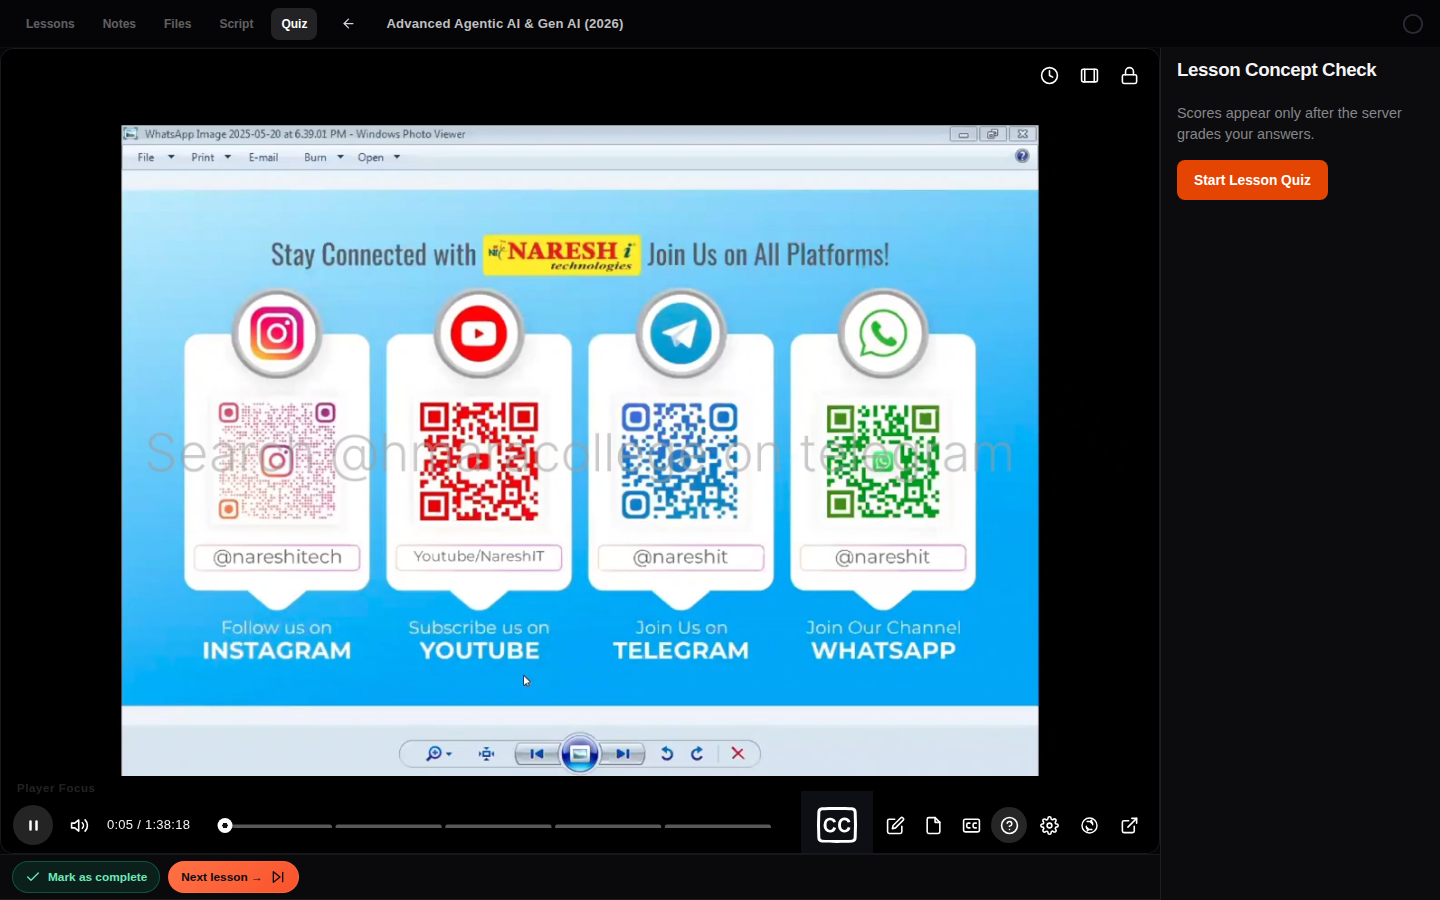 Lessons
Notes
Files
Script
Quiz
Advanced Agentic AI & Gen AI (2026)
WhatsApp Image 2025-05-20 at 6.39.01 PM - Windows Photo Viewer
File
Print
E-mail
Burn
Open
Stay Connected with NARESH i technologies Join Us on All Platforms!
Search @hmaracollege on telegram
@nareshitech
Youtube/NareshIT
@nareshit
@nareshit
Follow us on
INSTAGRAM
Subscribe us on
YOUTUBE
Join Us on
TELEGRAM
Join Our Channel
WHATSAPP
Player Focus
0:05 / 1:38:18
CC
CC
Mark as complete
Next lesson →
Lesson Concept Check
Scores appear only after the server
grades your answers.
Start Lesson Quiz